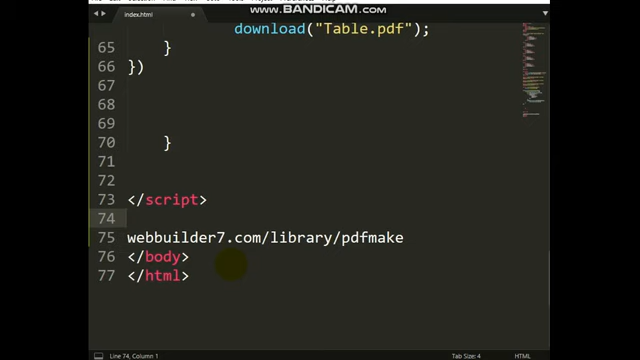 WWW.BANDICAM.COM
index.html
download("Table.pdf");
65 }
66 })
67
68
69
70 }
71
72
73 </script>
74
75 webbuilder7.com/library/pdfmake
76 </body>
77 </html>
Line 74, Column 1 Tab Size: 4 HTML